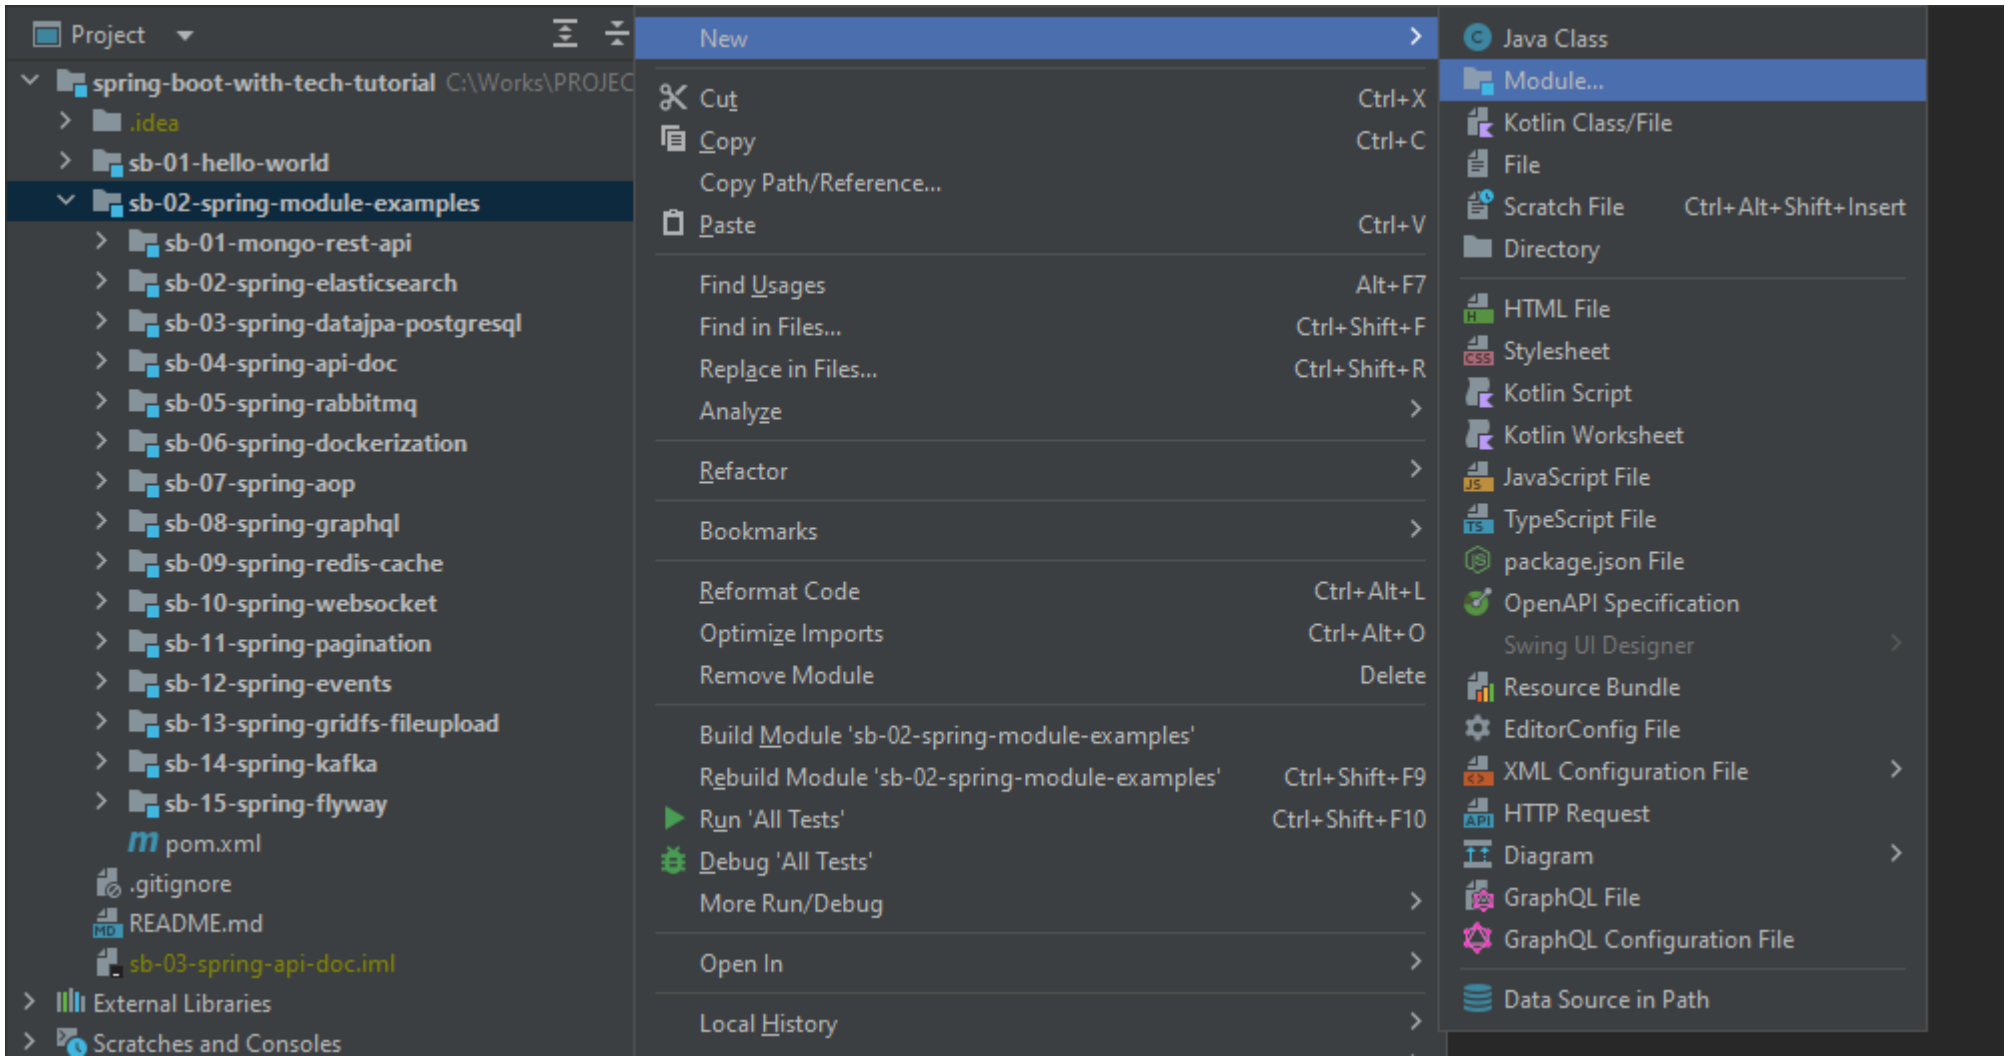 Project
spring-boot-with-tech-tutorial C:\Works\PROJEC
.idea
sb-01-hello-world
sb-02-spring-module-examples
sb-01-mongo-rest-api
sb-02-spring-elasticsearch
sb-03-spring-datajpa-postgresql
sb-04-spring-api-doc
sb-05-spring-rabbitmq
sb-06-spring-dockerization
sb-07-spring-aop
sb-08-spring-graphql
sb-09-spring-redis-cache
sb-10-spring-websocket
sb-11-spring-pagination
sb-12-spring-events
sb-13-spring-gridfs-fileupload
sb-14-spring-kafka
sb-15-spring-flyway
m pom.xml
.gitignore
MD README.md
sb-03-spring-api-doc.iml
External Libraries
Scratches and Consoles
New
Cut Ctrl+X
Copy Ctrl+C
Copy Path/Reference...
Paste Ctrl+V
Find Usages Alt+F7
Find in Files... Ctrl+Shift+F
Replace in Files... Ctrl+Shift+R
Analyze
Refactor
Bookmarks
Reformat Code Ctrl+Alt+L
Optimize Imports Ctrl+Alt+O
Remove Module Delete
Build Module 'sb-02-spring-module-examples'
Rebuild Module 'sb-02-spring-module-examples' Ctrl+Shift+F9
Run 'All Tests' Ctrl+Shift+F10
Debug 'All Tests'
More Run/Debug
Open In
Local History
C Java Class
Module...
Kotlin Class/File
File
Scratch File Ctrl+Alt+Shift+Insert
Directory
H HTML File
CSS Stylesheet
Kotlin Script
Kotlin Worksheet
JS JavaScript File
TS TypeScript File
JS package.json File
OpenAPI Specification
Swing UI Designer
Resource Bundle
EditorConfig File
<> XML Configuration File
API HTTP Request
Diagram
GraphQL File
GraphQL Configuration File
Data Source in Path